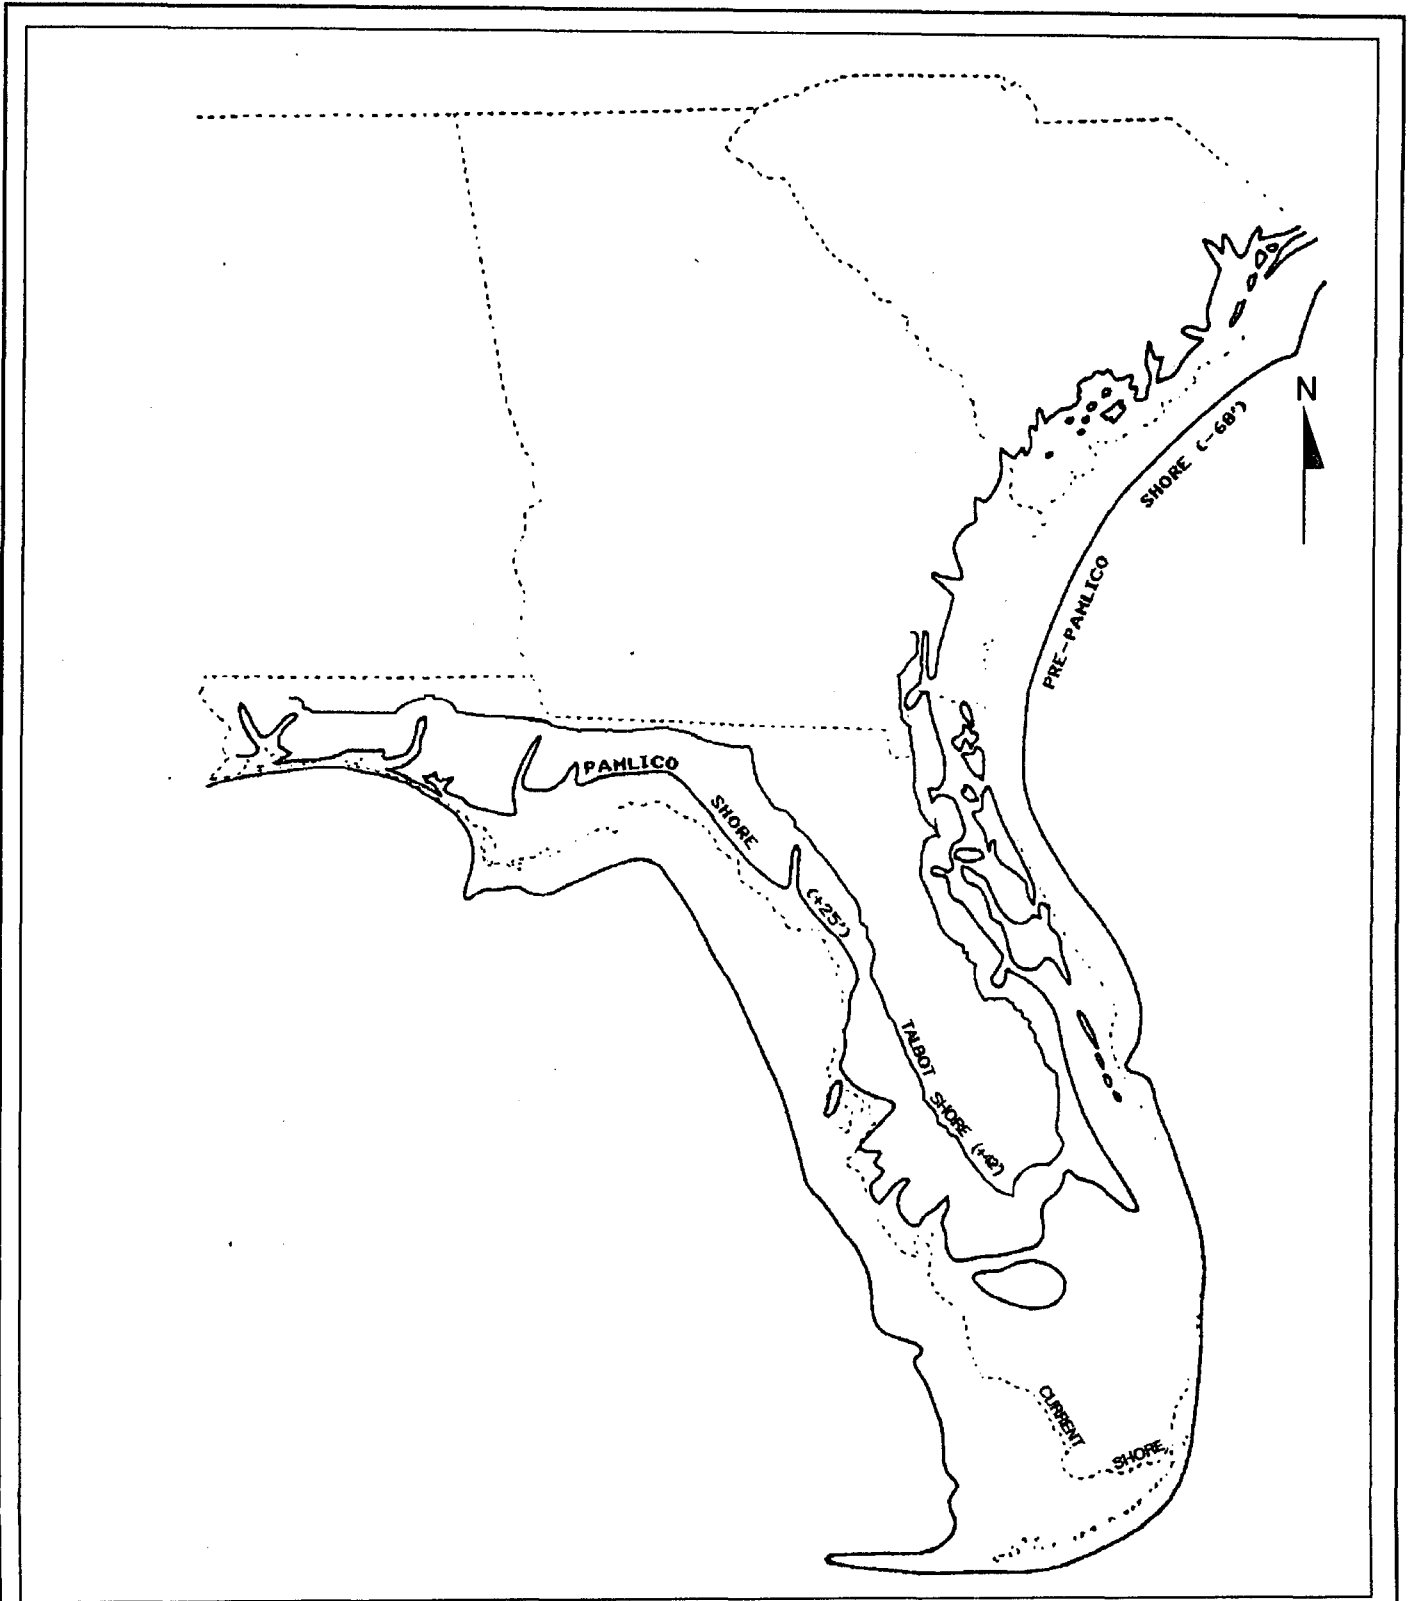 N
SHORE (-68')
PRE-PAMLICO
PAMLICO
SHORE
(+25')
TALBOT SHORE (+42')
CURRENT
SHORE